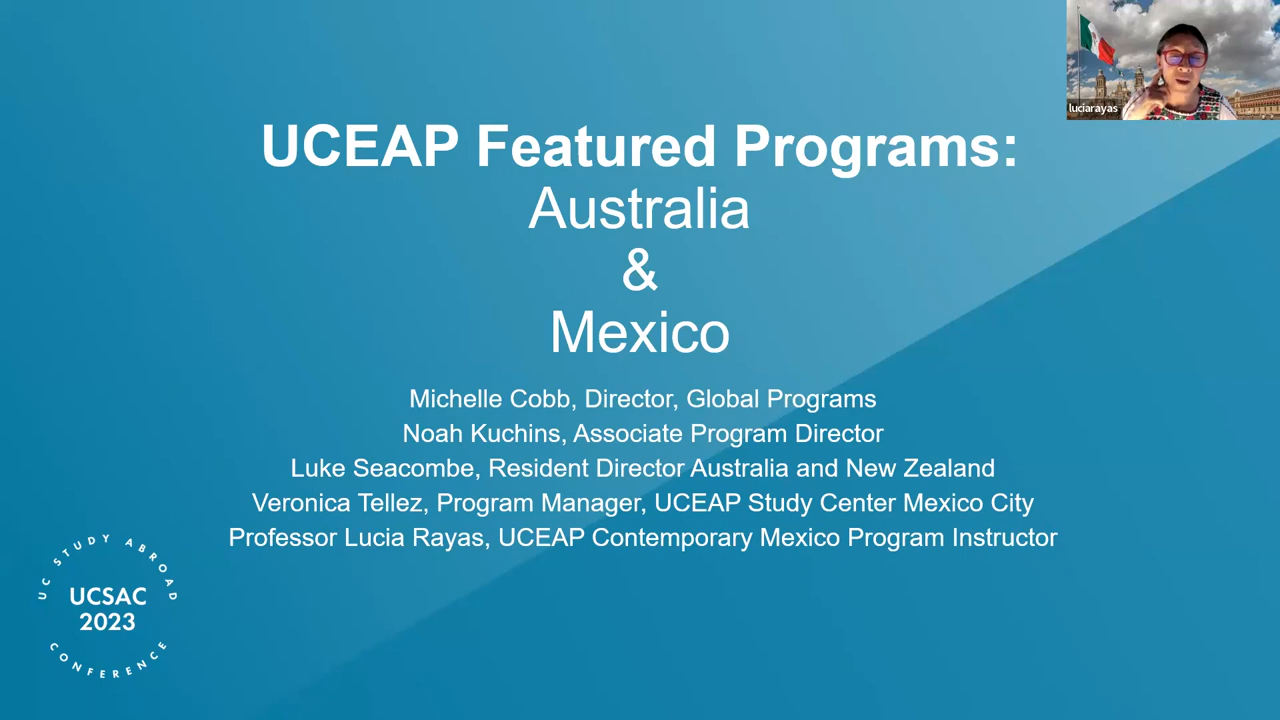 luciarayas
UCEAP Featured Programs:
Australia
&
Mexico
Michelle Cobb, Director, Global Programs
Noah Kuchins, Associate Program Director
Luke Seacombe, Resident Director Australia and New Zealand
Veronica Tellez, Program Manager, UCEAP Study Center Mexico City
Professor Lucia Rayas, UCEAP Contemporary Mexico Program Instructor
UC STUDY ABROAD
UCSAC
2023
CONFERENCE